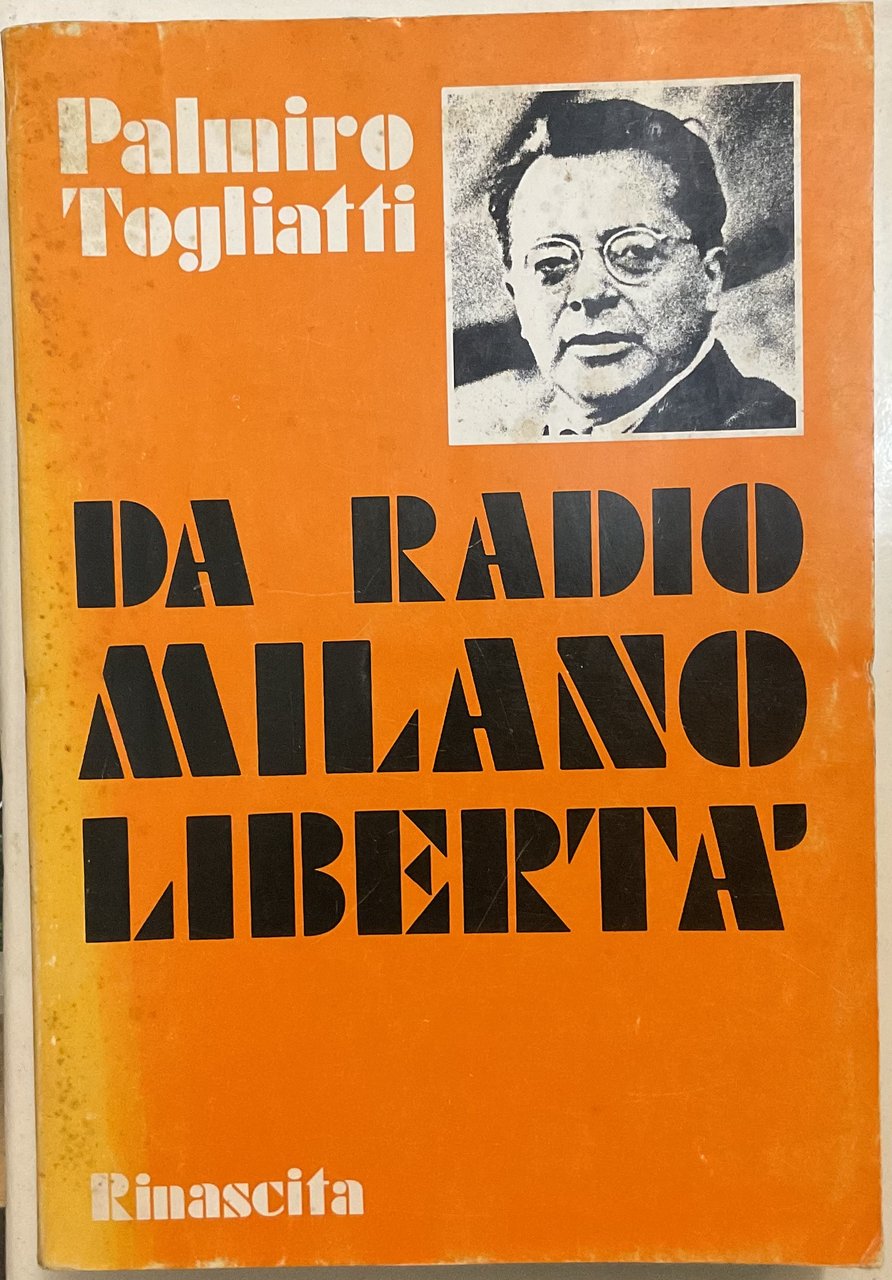 Palmiro
Togliatti
DA RADIO
MILANO
LIBERTA'
Rinascita